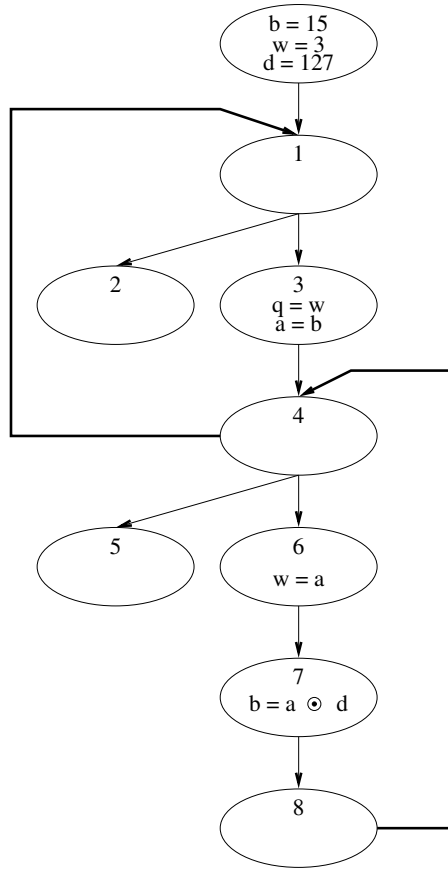 b = 15
w = 3
d = 127
1
2
3
q = w
a = b
4
5
6
w = a
7
b = a ⊙ d
8